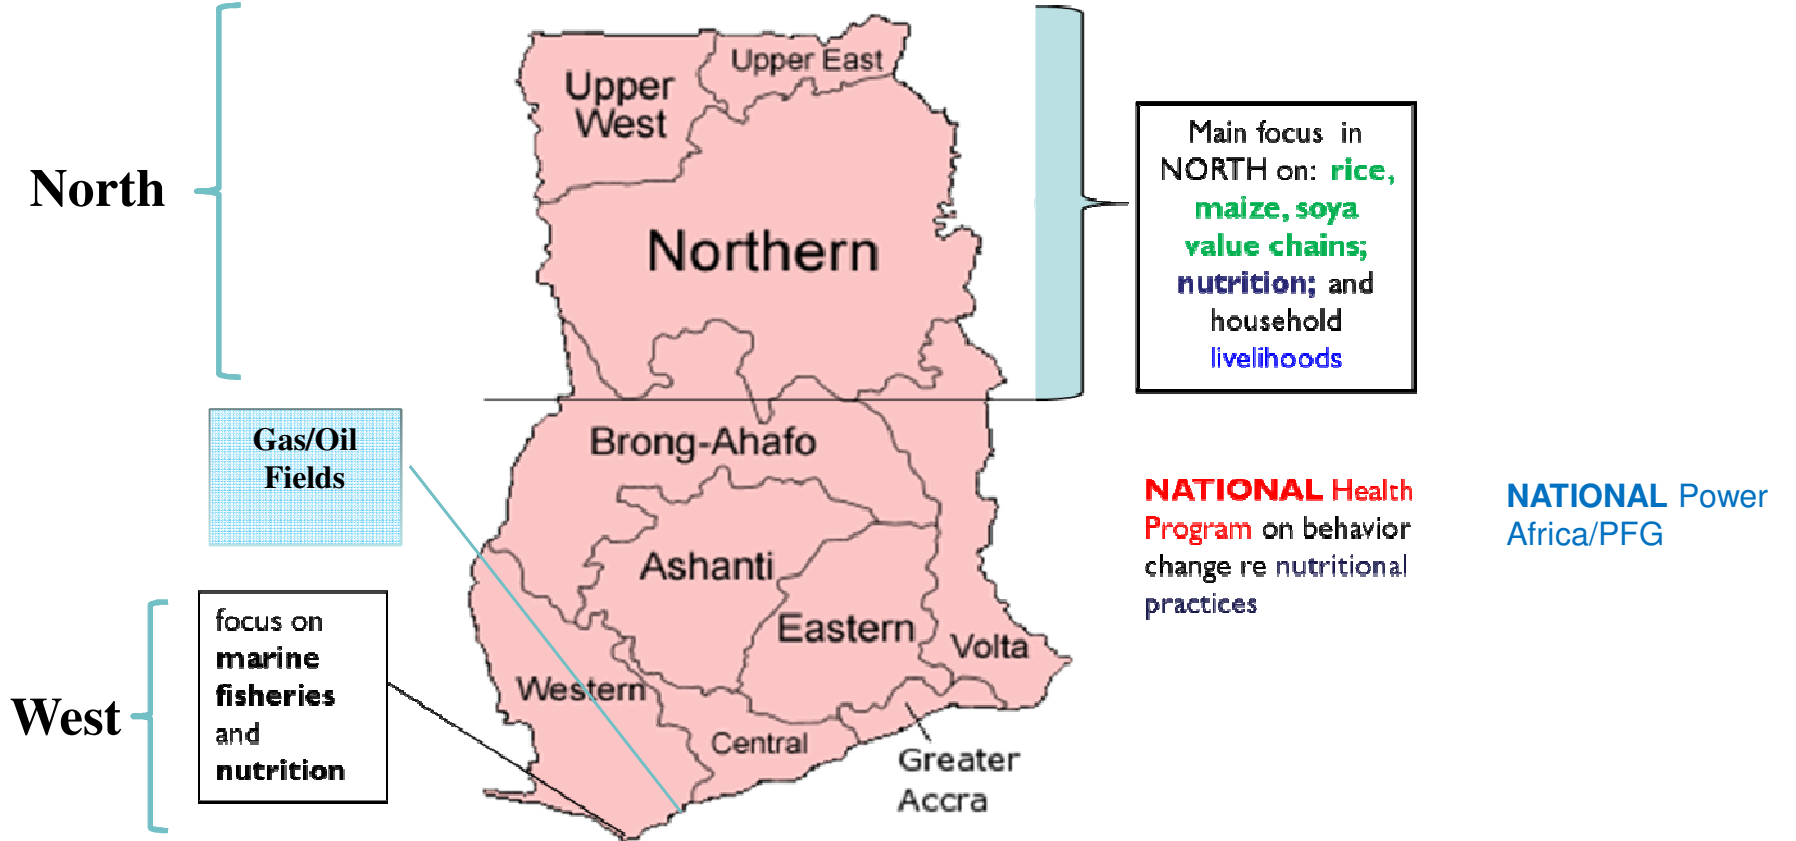 North
Upper
West
Upper East
Northern
Main focus in
NORTH on: rice,
maize, soya
value chains;
nutrition; and
household
livelihoods
Gas/Oil
Fields
Brong-Ahafo
Ashanti
Eastern
Volta
Western
Central
Greater
Accra
NATIONAL Health
Program on behavior
change re nutritional
practices
NATIONAL Power
Africa/PFG
West
focus on
marine
fisheries
and
nutrition